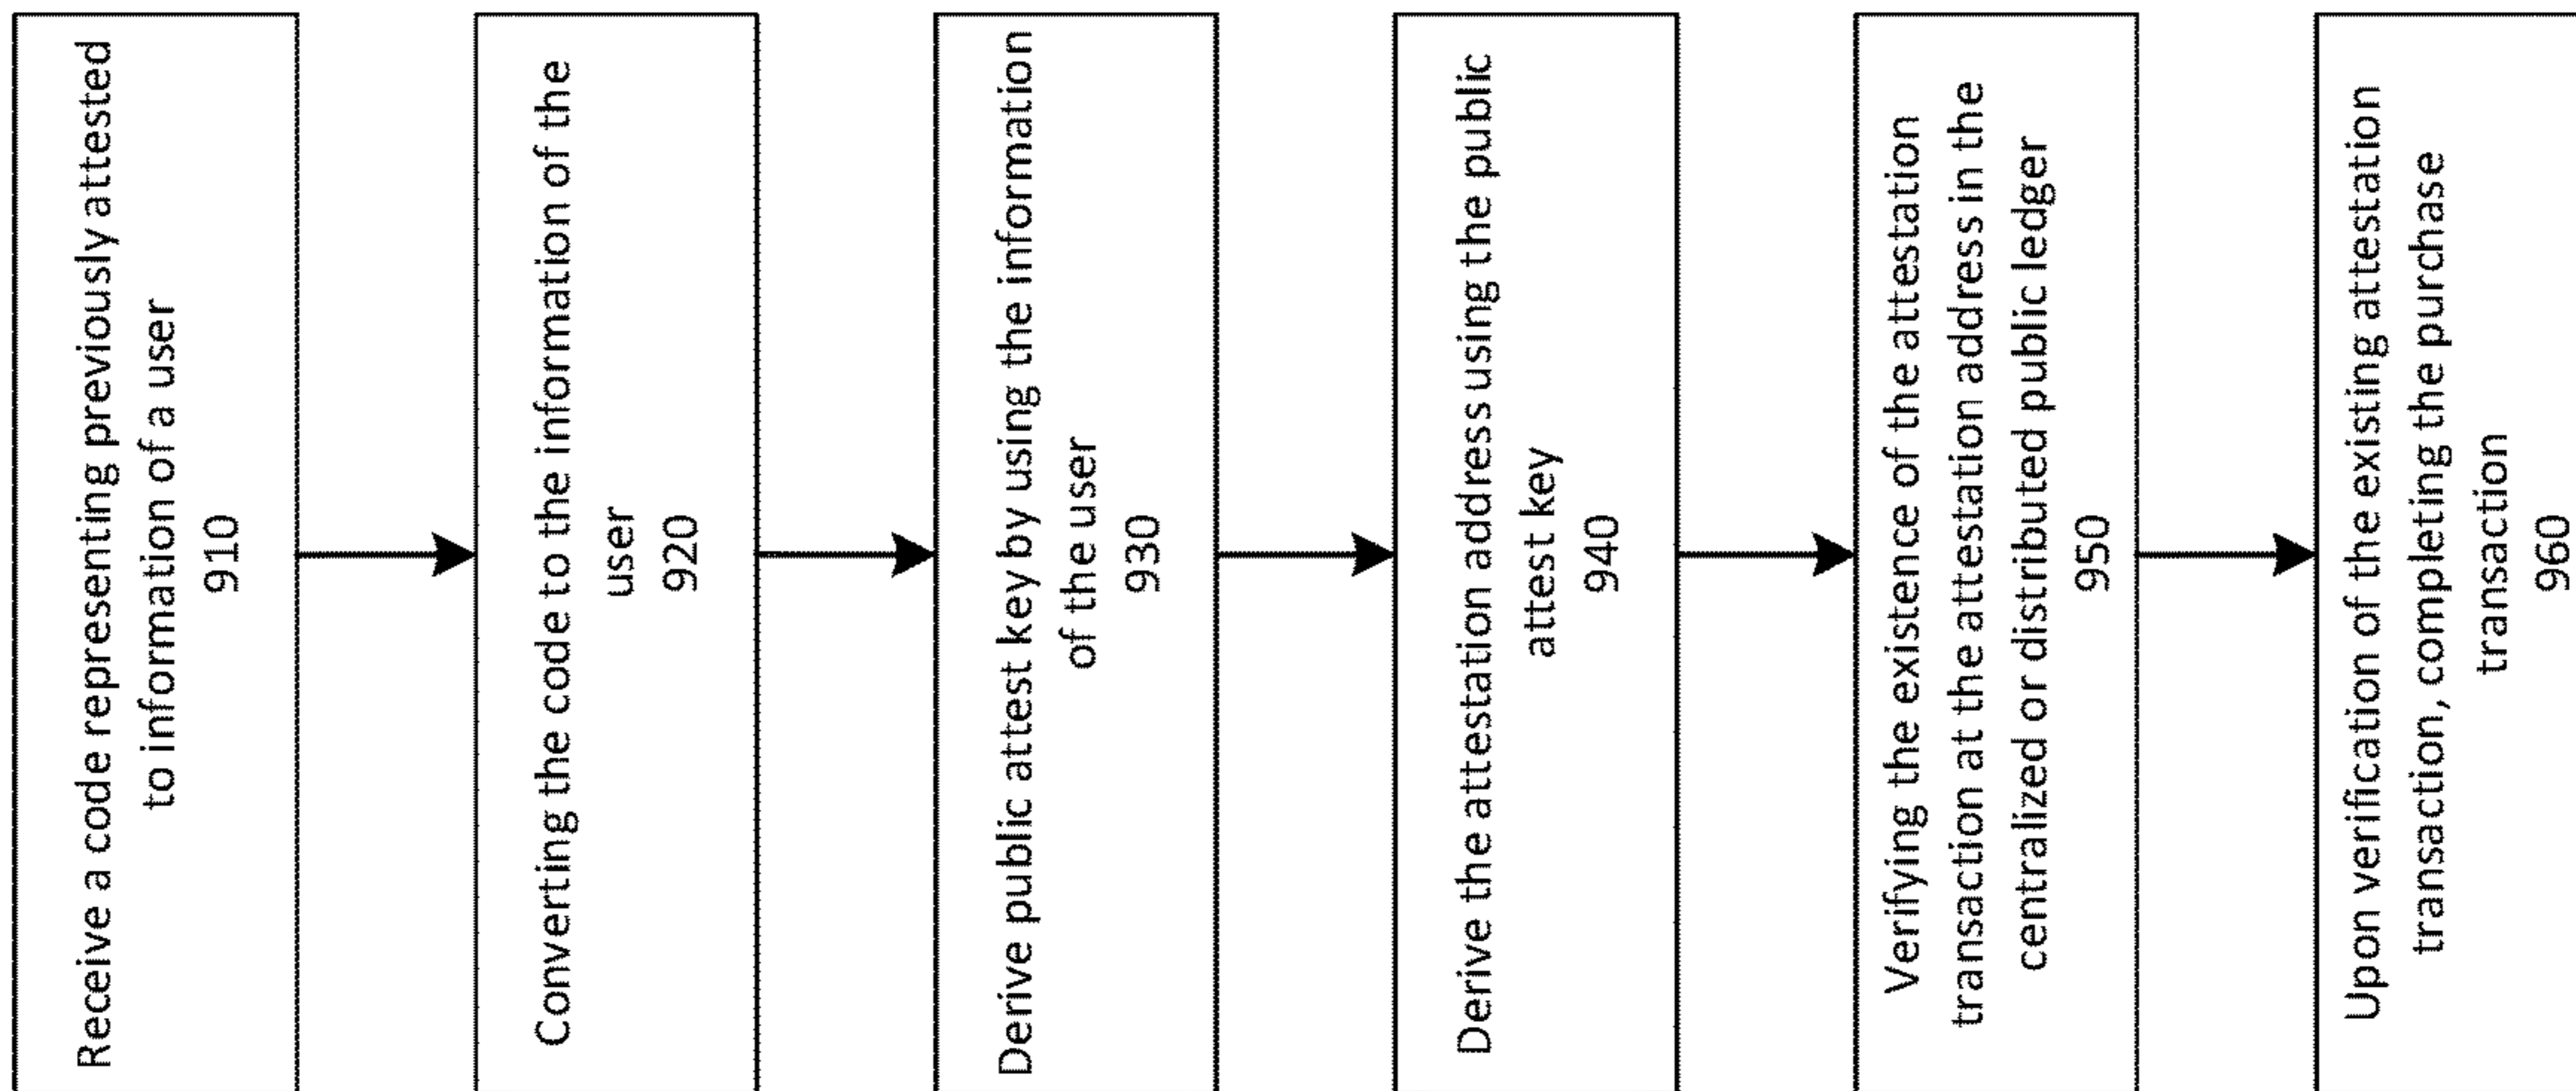 Receive a code representing previously attested
to information of a user
910
Converting the code to the information of the
user
920
Derive public attest key by using the information
of the user
930
Derive the attestation address using the public
attest key
940
Verifying the existence of the attestation
transaction at the attestation address in the
centralized or distributed public ledger
950
Upon verification of the existing attestation
transaction, completing the purchase
transaction
960